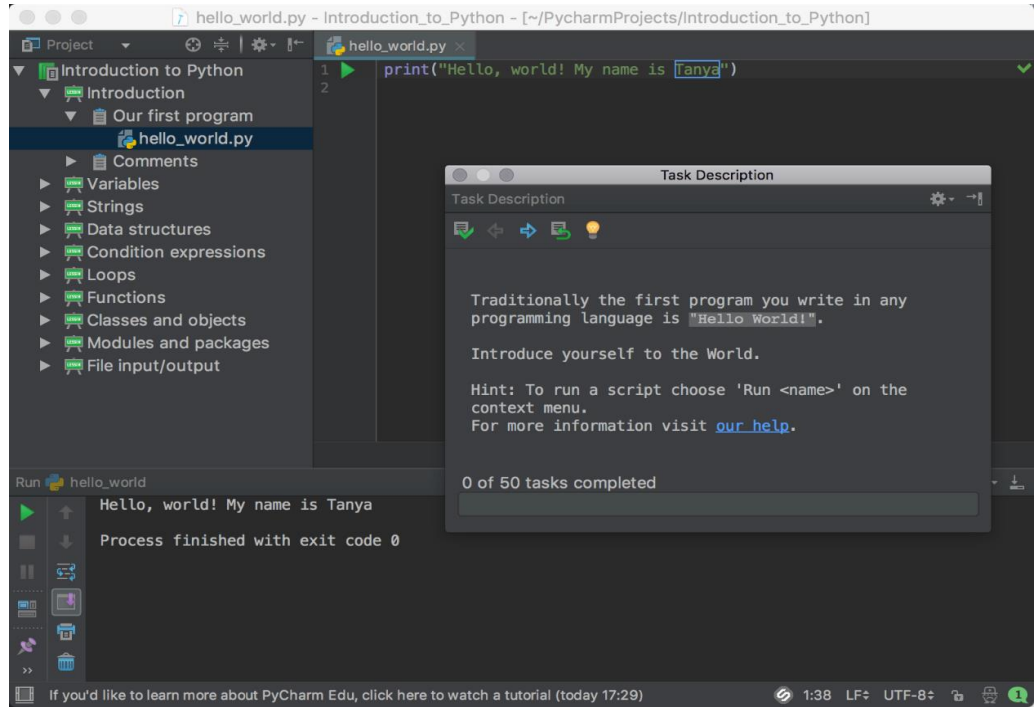 hello_world.py - Introduction_to_Python - [~/PycharmProjects/Introduction_to_Python]
Project
hello_world.py
Introduction to Python
Introduction
Our first program
hello_world.py
Comments
Variables
Strings
Data structures
Condition expressions
Loops
Functions
Classes and objects
Modules and packages
File input/output
1 print("Hello, world! My name is Tanya")
2
Task Description
Task Description
Traditionally the first program you write in any
programming language is "Hello World!".
Introduce yourself to the World.
Hint: To run a script choose 'Run <name>' on the
context menu.
For more information visit our help.
0 of 50 tasks completed
Run hello_world
Hello, world! My name is Tanya
Process finished with exit code 0
If you'd like to learn more about PyCharm Edu, click here to watch a tutorial (today 17:29) 1:38 LF UTF-8 1